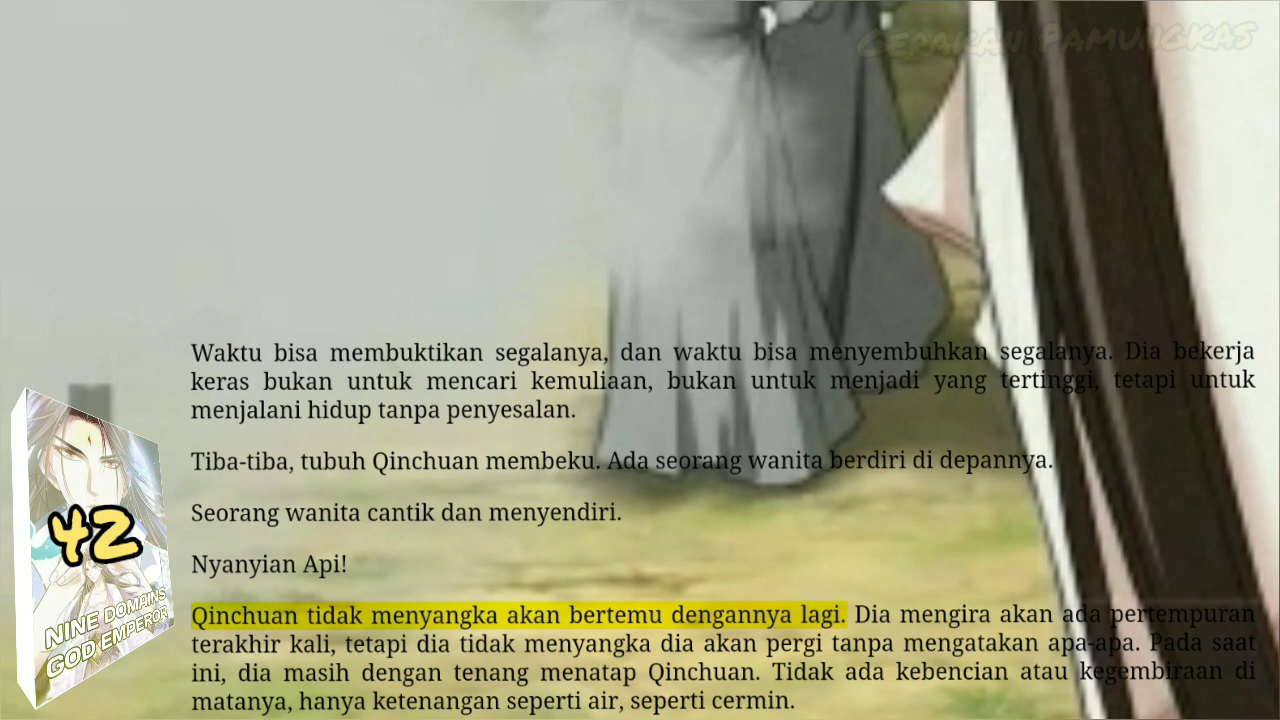 Gerakan Pamungkas
Waktu bisa membuktikan segalanya, dan waktu bisa menyembuhkan segalanya. Dia bekerja
keras bukan untuk mencari kemuliaan, bukan untuk menjadi yang tertinggi, tetapi untuk
menjalani hidup tanpa penyesalan.
Tiba-tiba, tubuh Qinchuan membeku. Ada seorang wanita berdiri di depannya.
Seorang wanita cantik dan menyendiri.
Nyanyian Api!
Qinchuan tidak menyangka akan bertemu dengannya lagi. Dia mengira akan ada pertempuran
terakhir kali, tetapi dia tidak menyangka dia akan pergi tanpa mengatakan apa-apa. Pada saat
ini, dia masih dengan tenang menatap Qinchuan. Tidak ada kebencian atau kegembiraan di
matanya, hanya ketenangan seperti air, seperti cermin.
42
NINE DOMAINS
GOD EMPEROR